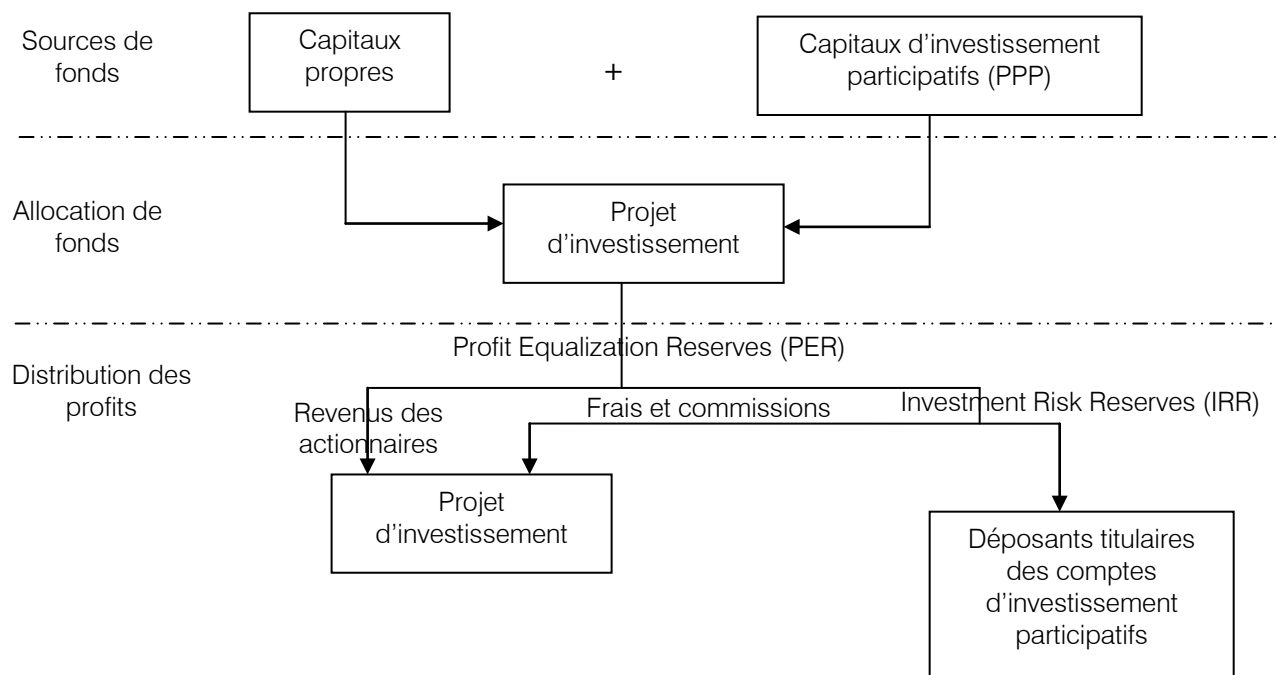 Sources de
fonds
Capitaux
propres
+
Capitaux d’investissement
participatifs (PPP)
Allocation de
fonds
Projet
d’investissement
Profit Equalization Reserves (PER)
Distribution des
profits
Revenus des
actionnaires
Frais et commissions
Investment Risk Reserves (IRR)
Projet
d’investissement
Déposants titulaires
des comptes
d’investissement
participatifs